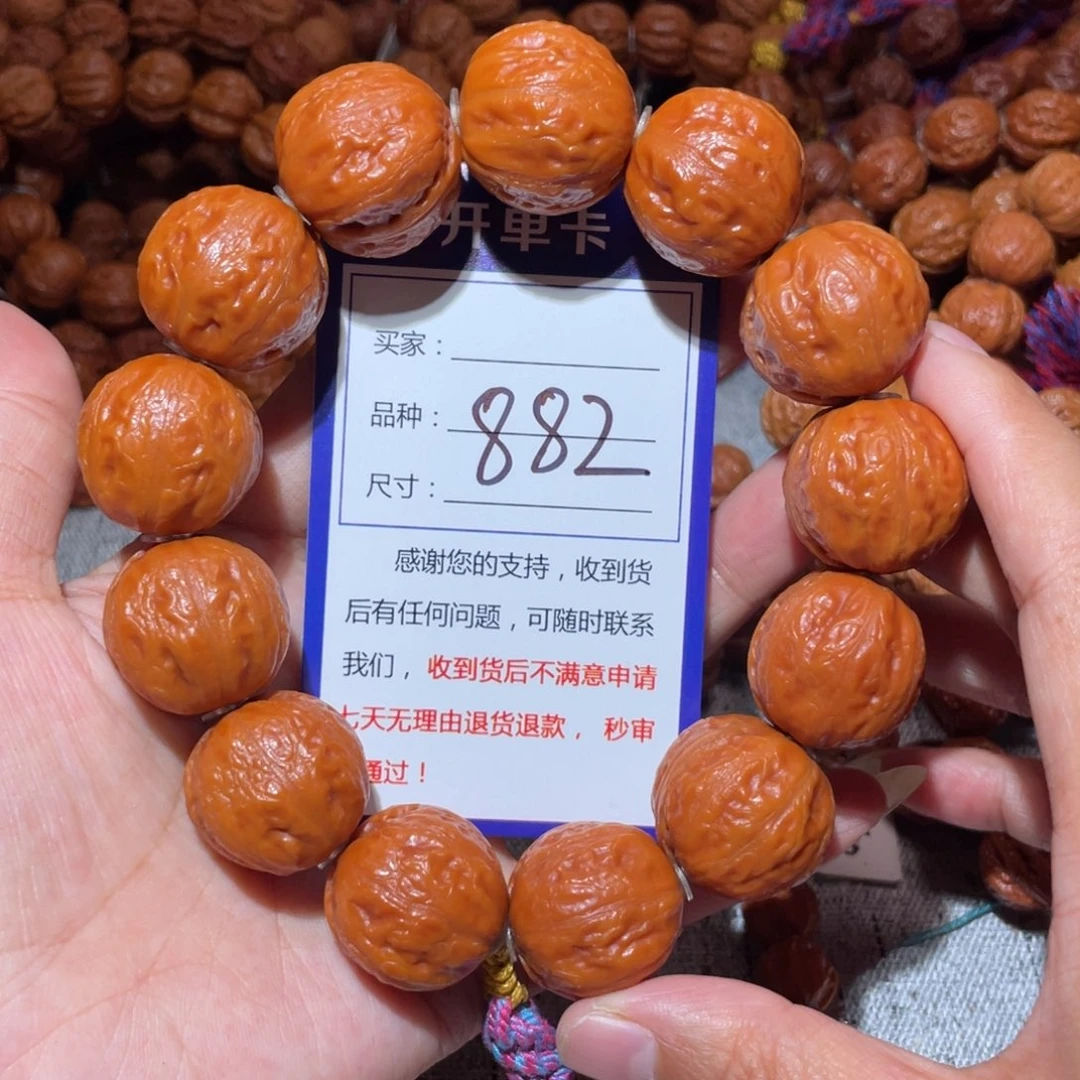 开单卡
买家：
品种：882
尺寸：
感谢您的支持，收到货
后有任何问题，可随时联系
我们，收到货后不满意申请
七天无理由退货退款，秒审
通过！